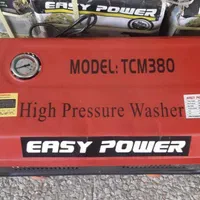 EASY POWER
MODEL: TCM380
High Pressure Washer
EASY POWER